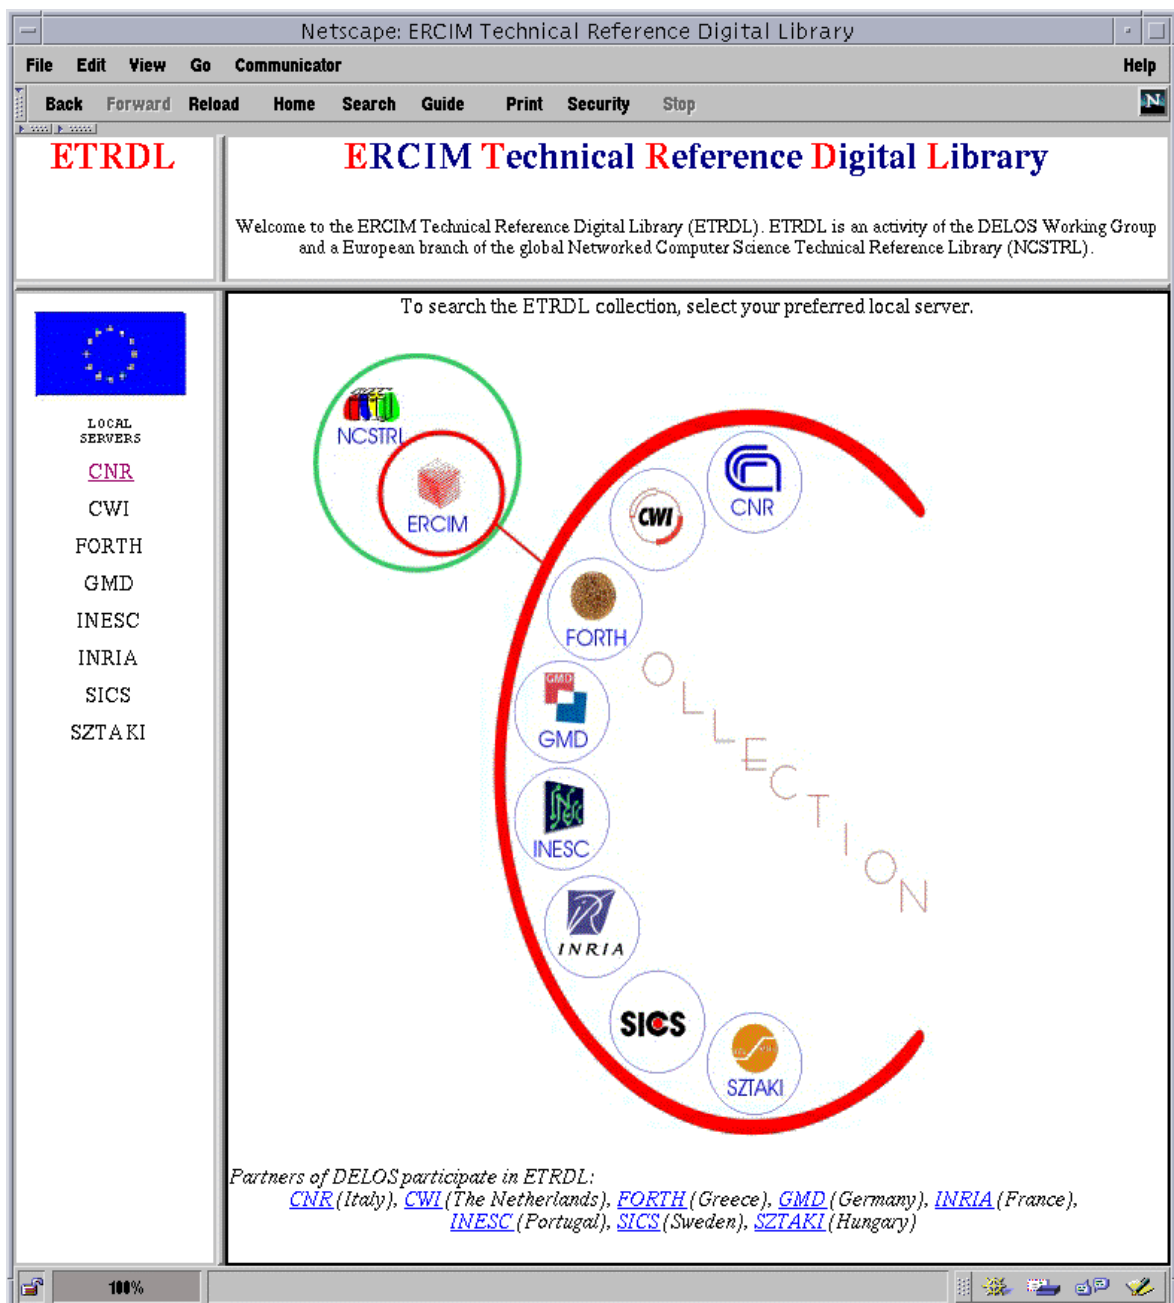 Netscape: ERCIM Technical Reference Digital Library
File Edit View Go Communicator Help
Back Forward Reload Home Search Guide Print Security Stop
N
ETRDL
ERCIM Technical Reference Digital Library
Welcome to the ERCIM Technical Reference Digital Library (ETRDL). ETRDL is an activity of the DELOS Working Group
and a European branch of the global Networked Computer Science Technical Reference Library (NCSTRL).
LOCAL
SERVERS
CNR
CWI
FORTH
GMD
INESC
INRIA
SICS
SZTAKI
To search the ETRDL collection, select your preferred local server.
NCSTRL
ERCIM
CNR
CWI
FORTH
GMD
GMD
INESC
INESC
INRIA
SICS
SZTAKI
OLLECTION
Partners of DELOS participate in ETRDL:
CNR (Italy), CWI (The Netherlands), FORTH (Greece), GMD (Germany), INRIA (France),
INESC (Portugal), SICS (Sweden), SZTAKI (Hungary)
100%